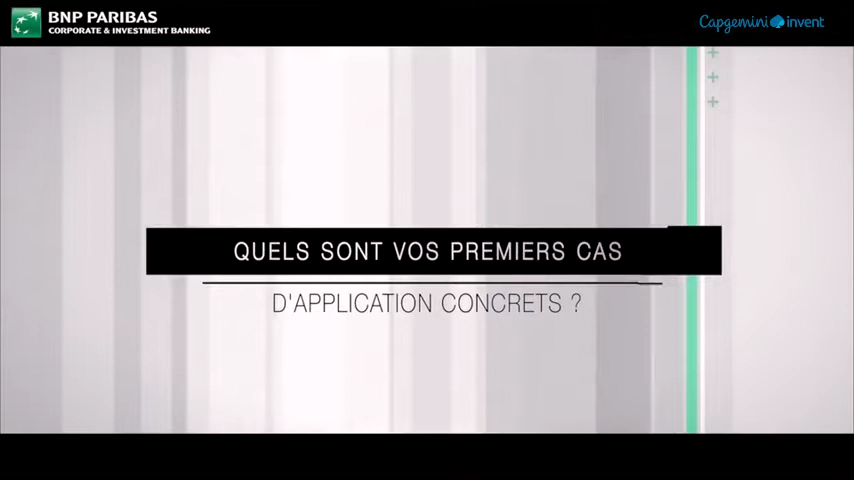 BNP PARIBAS
CORPORATE & INVESTMENT BANKING
Capgemini invent
QUELS SONT VOS PREMIERS CAS
D'APPLICATION CONCRETS ?